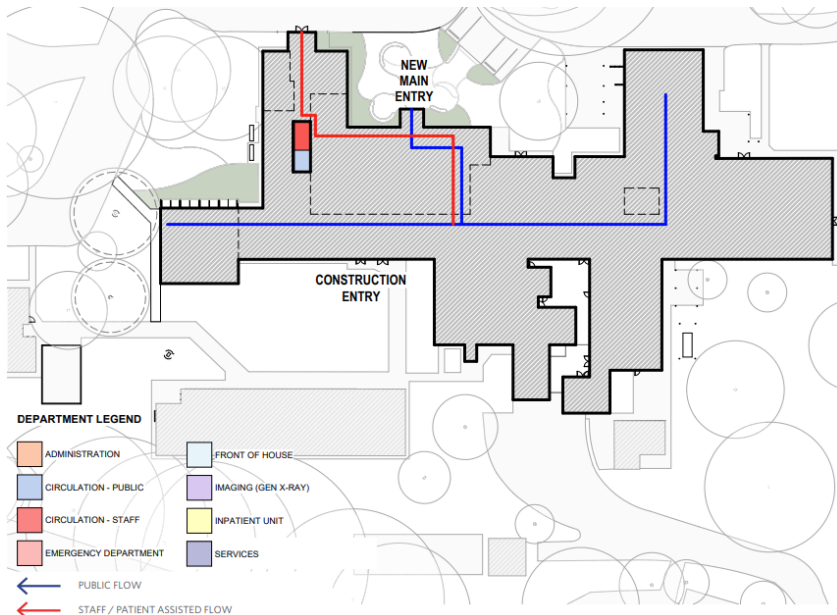 NEW
MAIN
ENTRY
CONSTRUCTION
ENTRY
DEPARTMENT LEGEND
ADMINISTRATION
FRONT OF HOUSE
CIRCULATION - PUBLIC
IMAGING (GEN X-RAY)
CIRCULATION - STAFF
INPATIENT UNIT
EMERGENCY DEPARTMENT
SERVICES
PUBLIC FLOW
STAFF / PATIENT ASSISTED FLOW